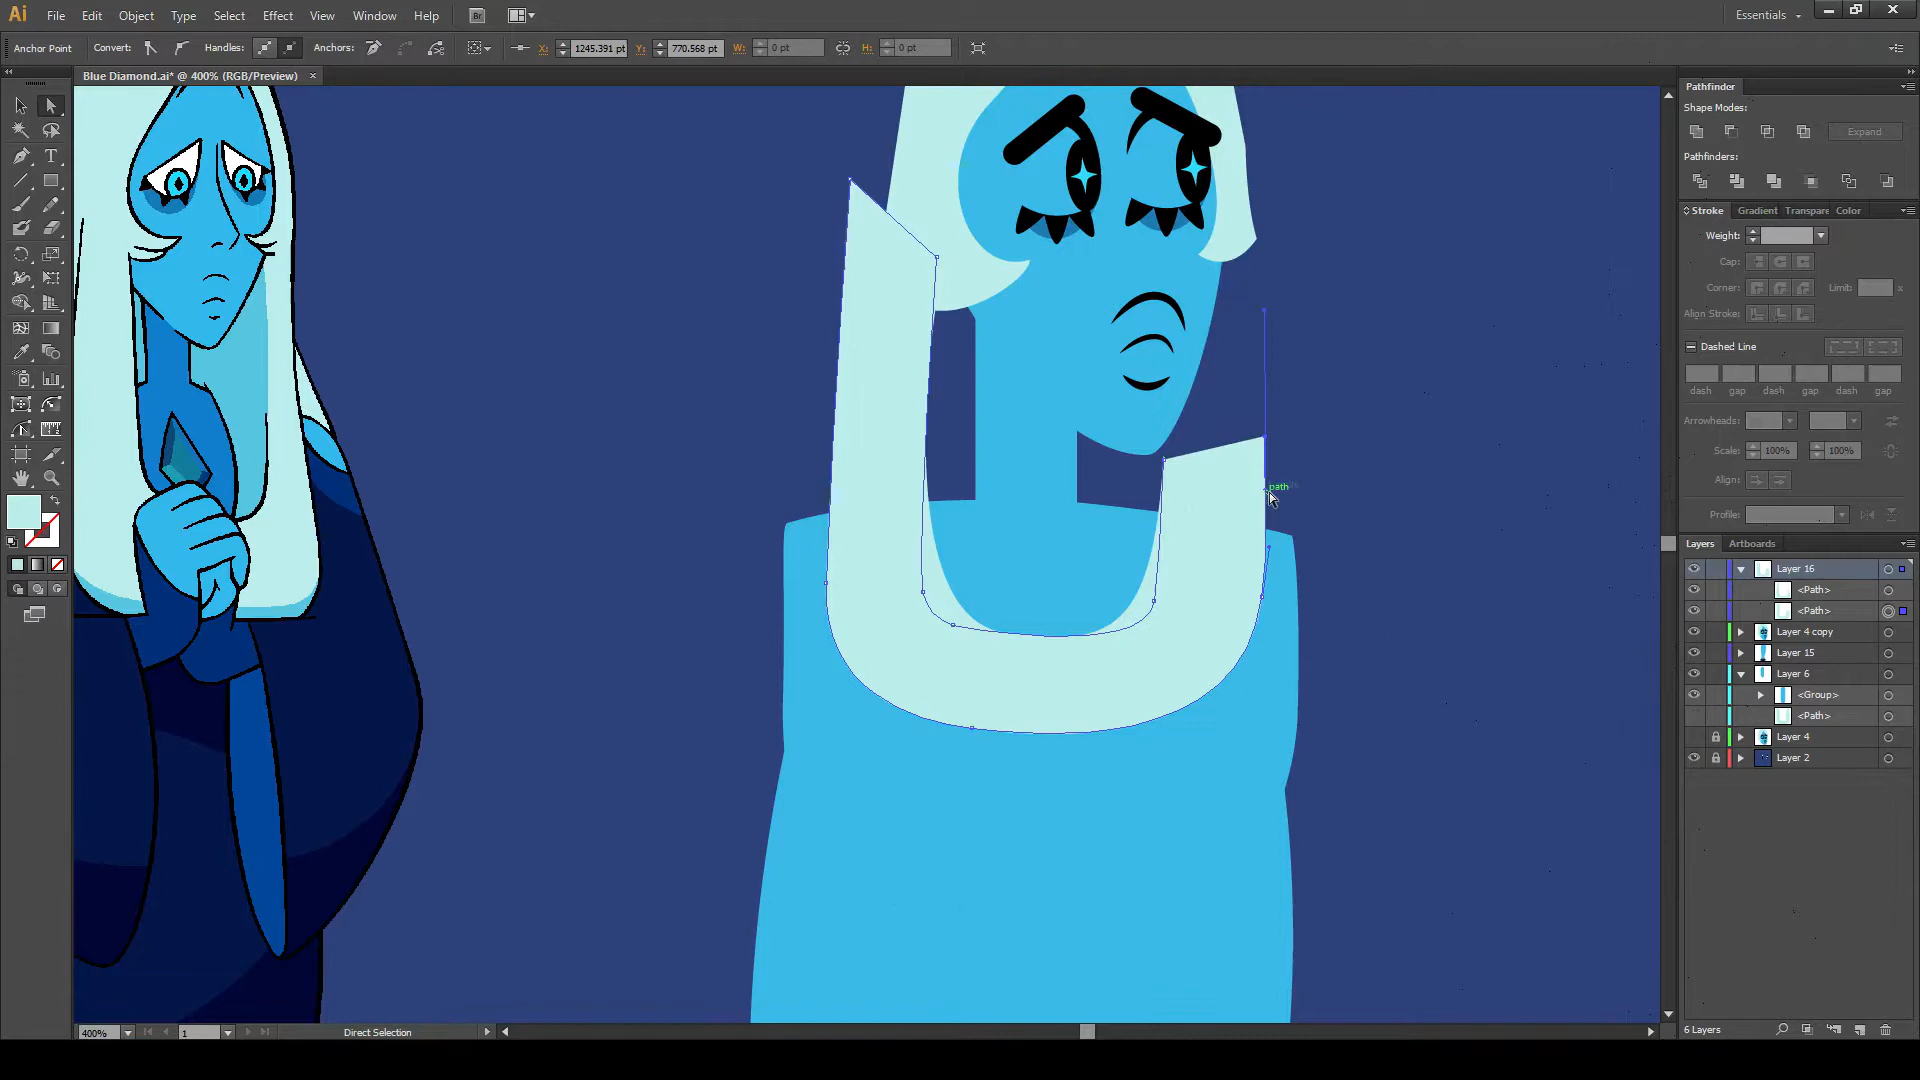 Ai File Edit Object Type Select Effect View Window Help Br Essentials
Anchor Point Convert: Handles: Anchors: X: 1245.391 pt Y: 770.568 pt W: 0 pt H: 0 pt
Blue Diamond.ai* @ 400% (RGB/Preview)
Pathfinder
Shape Modes:
Expand
Pathfinders:
Stroke Gradient Transpare Color
Weight:
Cap:
Corner: Limit: x
Align Stroke:
Dashed Line
dash gap dash gap dash gap
Arrowheads:
Scale: 100% 100%
Align:
Profile:
path
Layers Artboards
Layer 16
<Path>
<Path>
Layer 4 copy
Layer 15
Layer 6
<Group>
<Path>
Layer 4
Layer 2
6 Layers
400% 1 Direct Selection